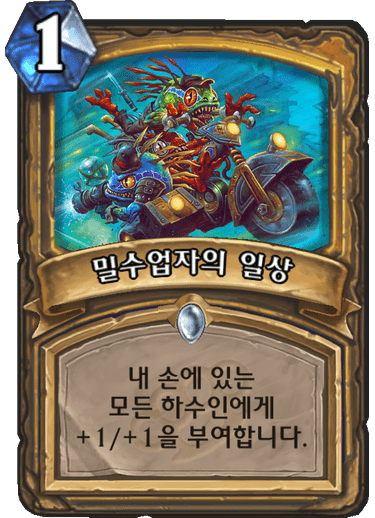 1
밀수업자의 일상
내 손에 있는
모든 하수인에게
+1/+1을 부여합니다.